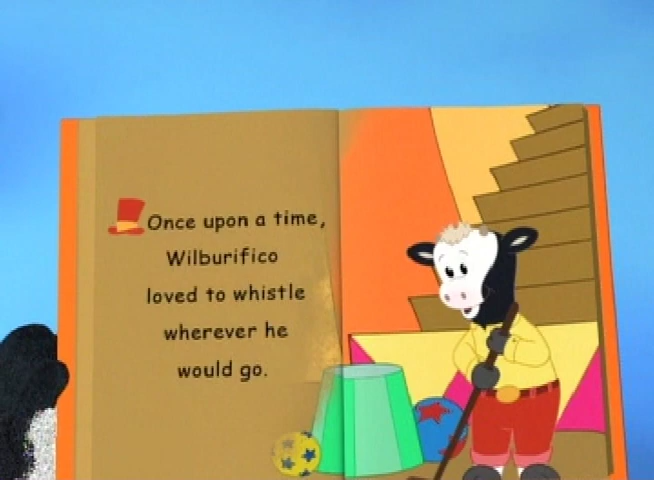 Once upon a time,
Wilburifico
loved to whistle
wherever he
would go.